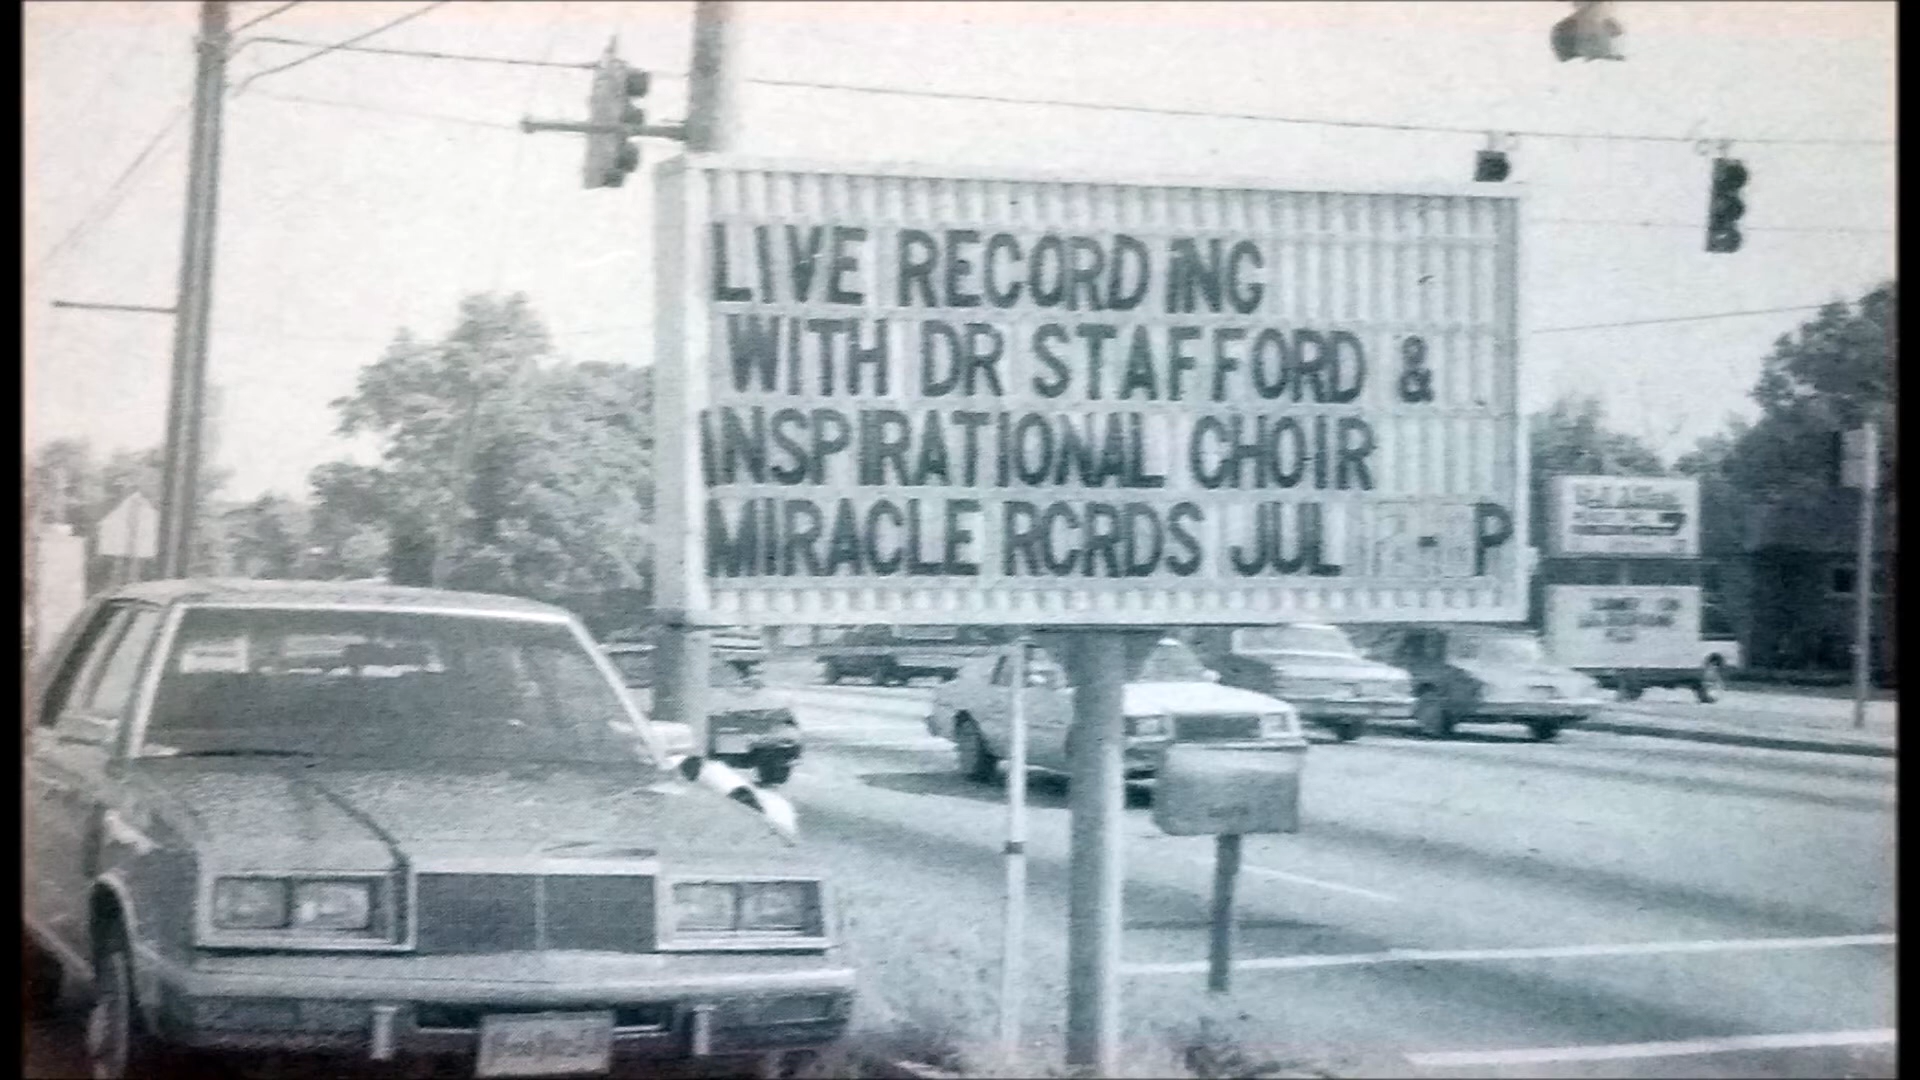 LIVE RECORDiNG
WITH DR STAFFORD &
INSPIRATIONAL CHOIR
MIRACLE RCRDS JUL P